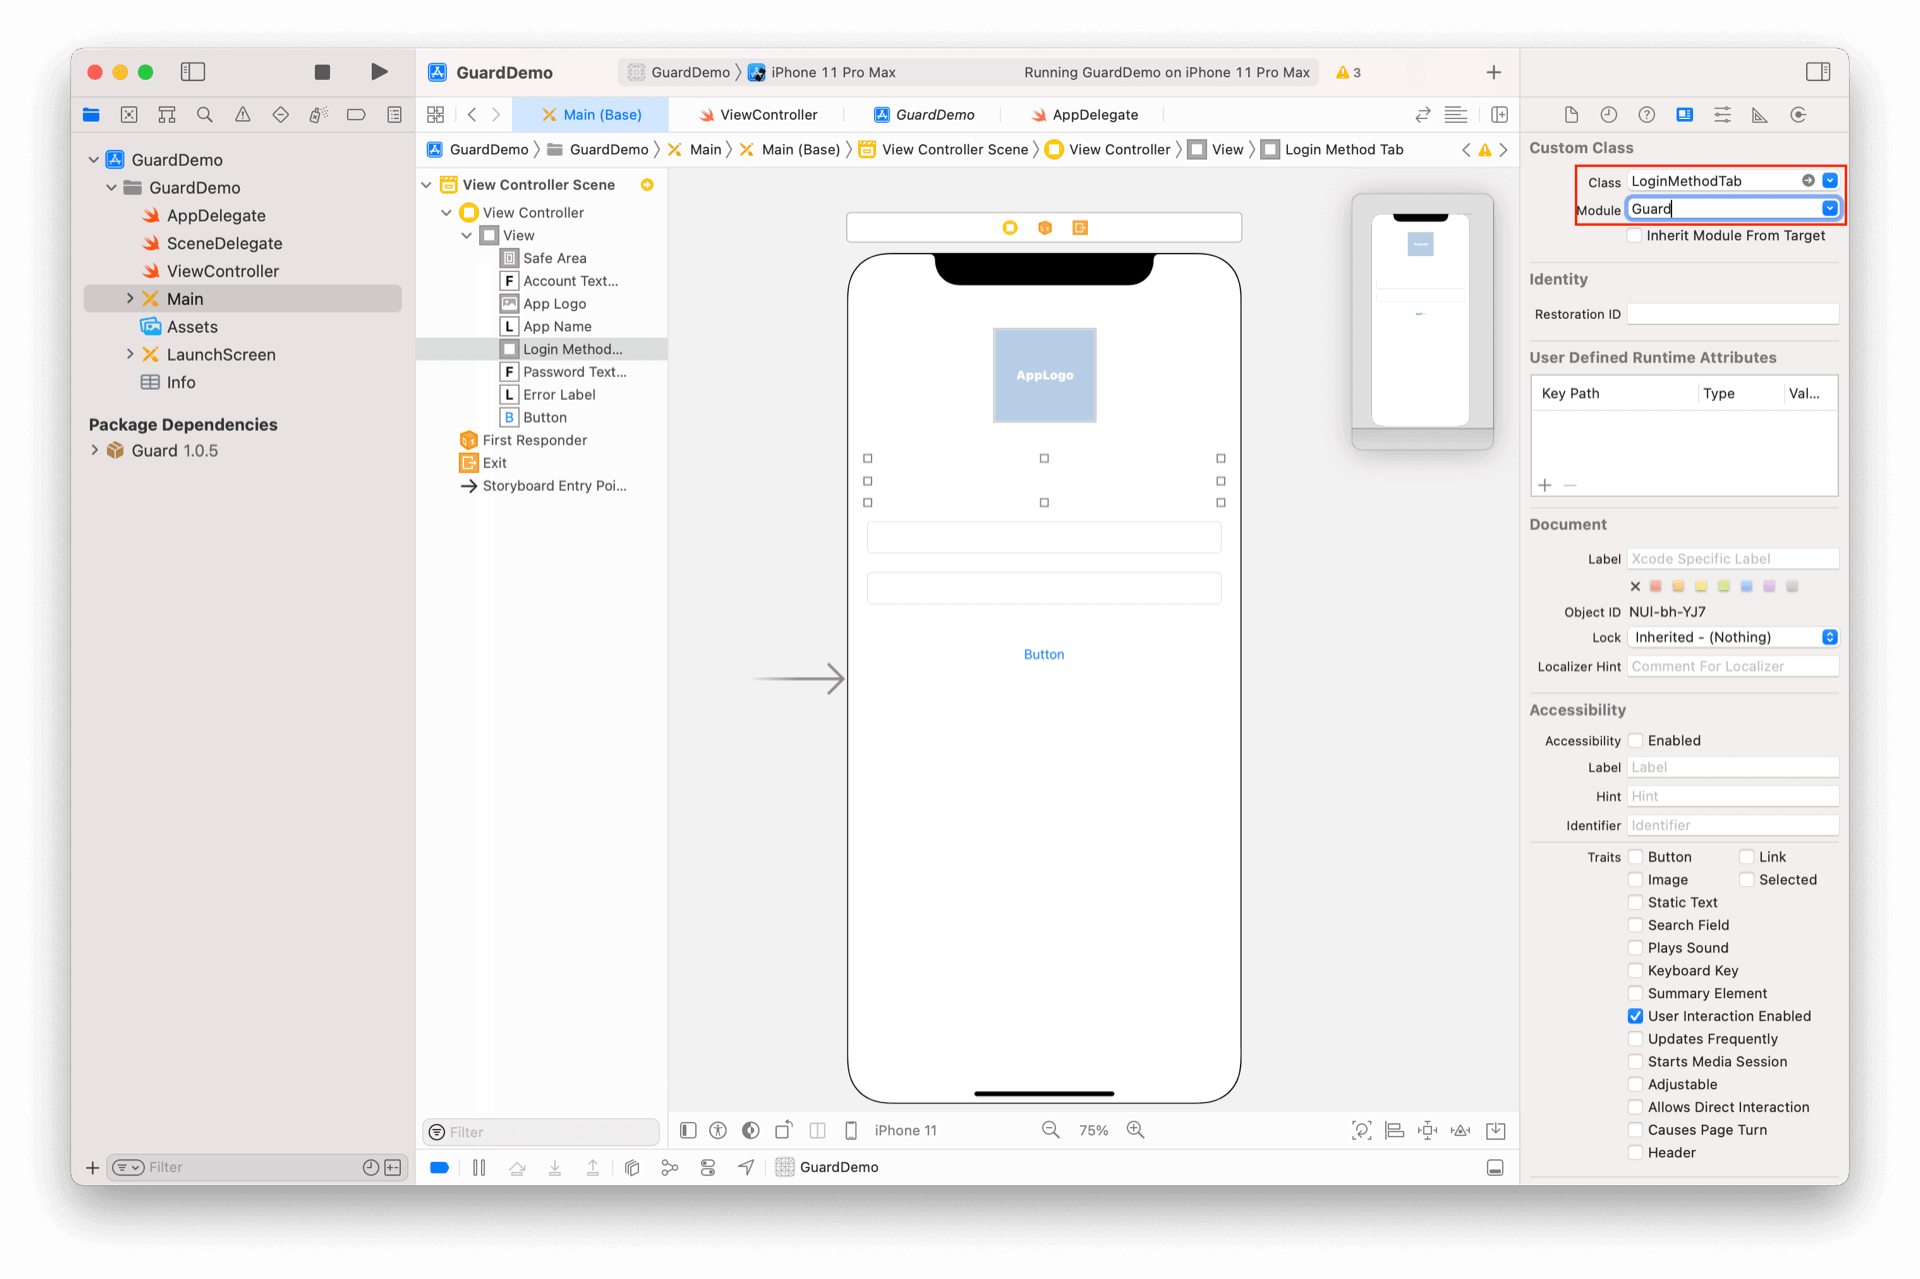 GuardDemo
GuardDemo
iPhone 11 Pro Max
Running GuardDemo on iPhone 11 Pro Max
3
Main (Base)
ViewController
GuardDemo
AppDelegate
GuardDemo
GuardDemo
Main
Main (Base)
View Controller Scene
View Controller
View
Login Method Tab
GuardDemo
GuardDemo
AppDelegate
SceneDelegate
ViewController
Main
Assets
LaunchScreen
Info
Package Dependencies
Guard 1.0.5
Filter
View Controller Scene
View Controller
View
Safe Area
F Account Text...
App Logo
L App Name
Login Method...
F Password Text...
L Error Label
B Button
First Responder
Exit
Storyboard Entry Poi...
Filter
AppLogo
Button
iPhone 11
75%
GuardDemo
Custom Class
Class LoginMethodTab
Module Guard
Inherit Module From Target
Identity
Restoration ID
User Defined Runtime Attributes
Key Path Type Val...
Document
Label Xcode Specific Label
Object ID NUI-bh-YJ7
Lock Inherited - (Nothing)
Localizer Hint Comment For Localizer
Accessibility
Accessibility Enabled
Label Label
Hint Hint
Identifier Identifier
Traits Button Link
Image Selected
Static Text
Search Field
Plays Sound
Keyboard Key
Summary Element
User Interaction Enabled
Updates Frequently
Starts Media Session
Adjustable
Allows Direct Interaction
Causes Page Turn
Header